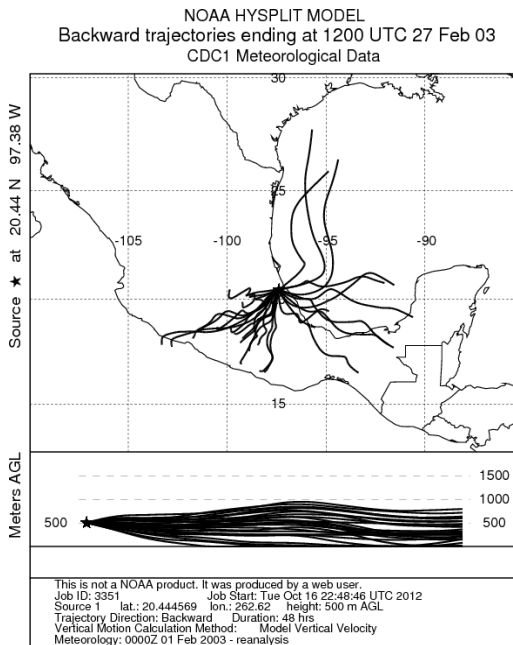 NOAA HYSPLIT MODEL
Backward trajectories ending at 1200 UTC 27 Feb 03
CDC1 Meteorological Data
Source ★ at 20.44 N 97.38 W
30
25
-105 -100 -95 -90
15
Meters AGL
1500
1000
500 500
This is not a NOAA product. It was produced by a web user.
Job ID: 3351 Job Start: Tue Oct 16 22:48:46 UTC 2012
Source 1 lat.: 20.444569 lon.: 262.62 height: 500 m AGL
Trajectory Direction: Backward Duration: 48 hrs
Vertical Motion Calculation Method: Model Vertical Velocity
Meteorology: 0000Z 01 Feb 2003 - reanalysis